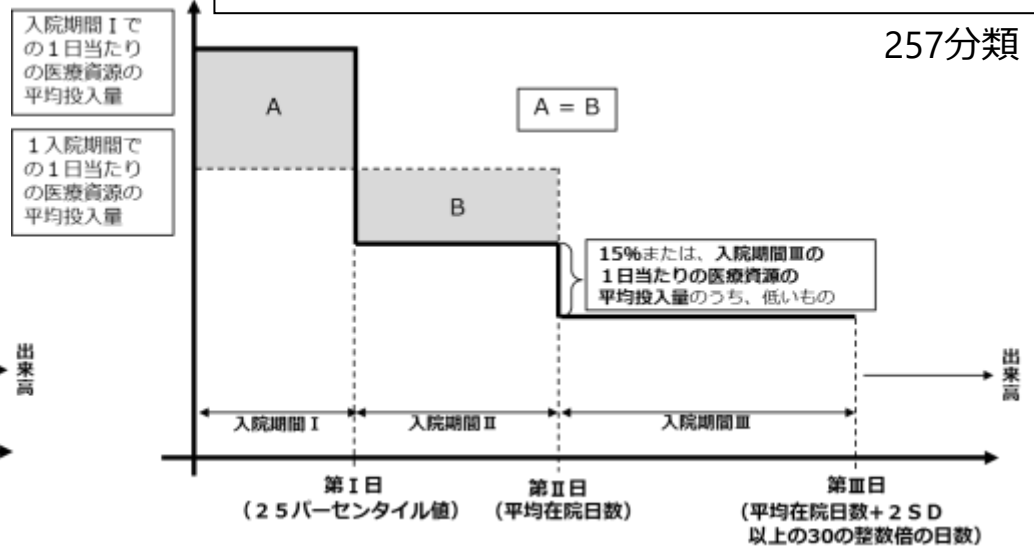 257分類
入院期間Ⅰで
の1日当たり
の医療資源の
平均投入量
A
A = B
1入院期間で
の1日当たり
の医療資源の
平均投入量
B
15%または、入院期間Ⅲの
1日当たりの医療資源の
平均投入量のうち、低いもの
出来高
出来高
入院期間Ⅰ
入院期間Ⅱ
入院期間Ⅲ
第Ⅰ日
(25パーセンタイル値)
第Ⅱ日
(平均在院日数)
第Ⅲ日
(平均在院日数+2SD
以上の30の整数倍の日数)